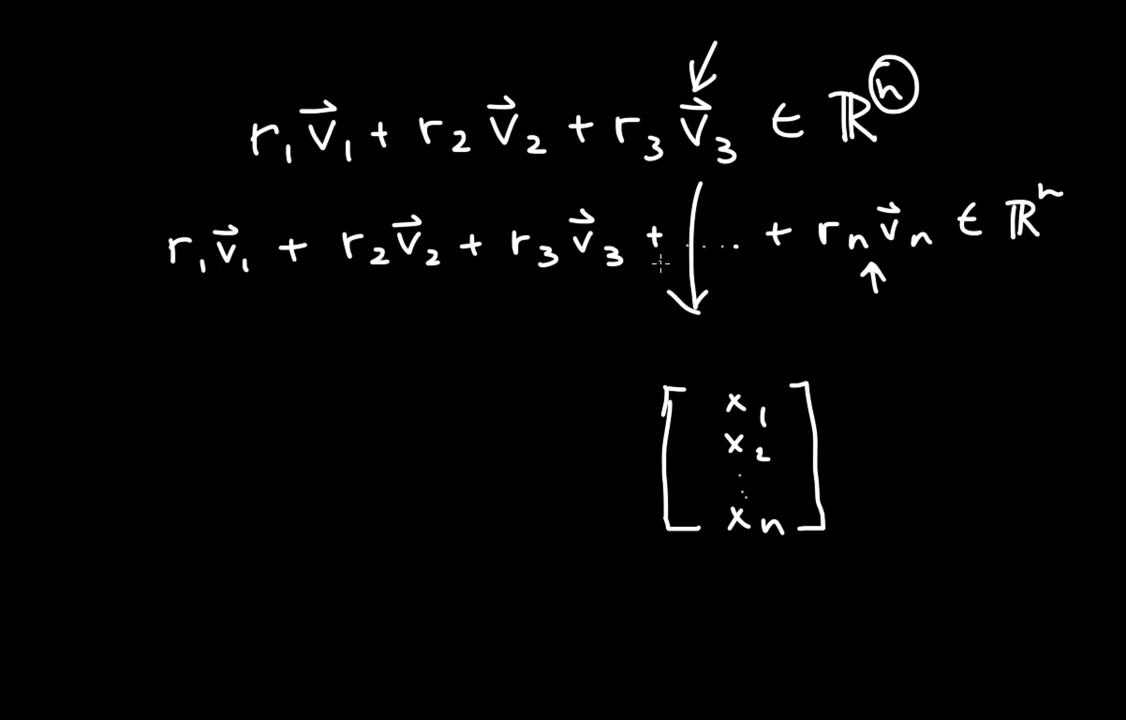 r₁v⃗₁ + r₂v⃗₂ + r₃v⃗₃ ∈ ℝⁿ
r₁v⃗₁ + r₂v⃗₂ + r₃v⃗₃ + ..... + rₙv⃗ₙ ∈ ℝⁿ
x₁
x₂
⋮
xₙ